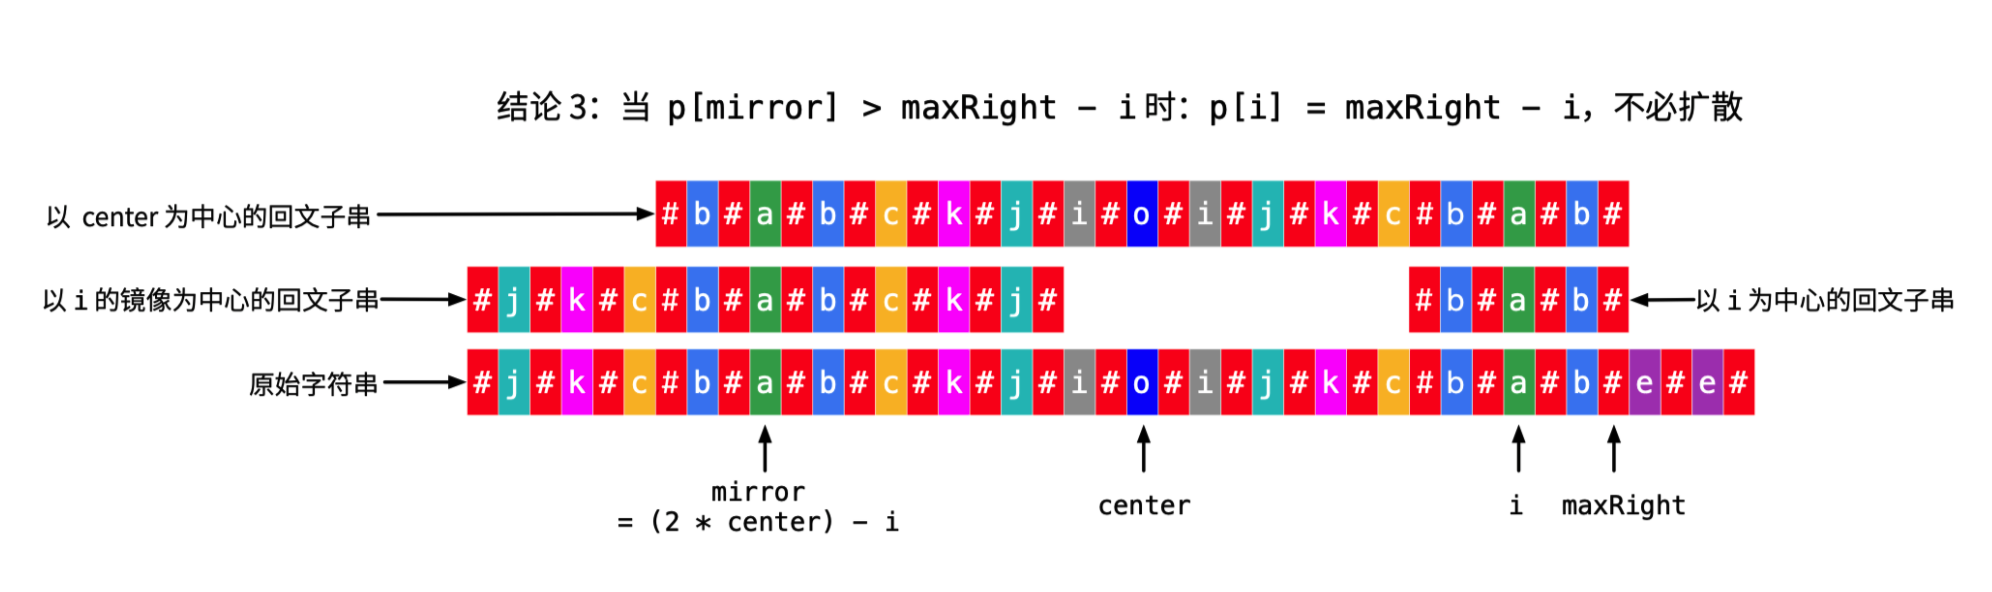 结论 3：当 p[mirror] > maxRight - i 时：p[i] = maxRight - i，不必扩散
以 center 为中心的回文子串
#b#a#b#c#k#j#i#o#i#j#k#c#b#a#b#
以 i 的镜像为中心的回文子串
#j#k#c#b#a#b#c#k#j#
#b#a#b#
以 i 为中心的回文子串
原始字符串
#j#k#c#b#a#b#c#k#j#i#o#i#j#k#c#b#a#b#e#e#
mirror
= (2 * center) - i
center
i
maxRight